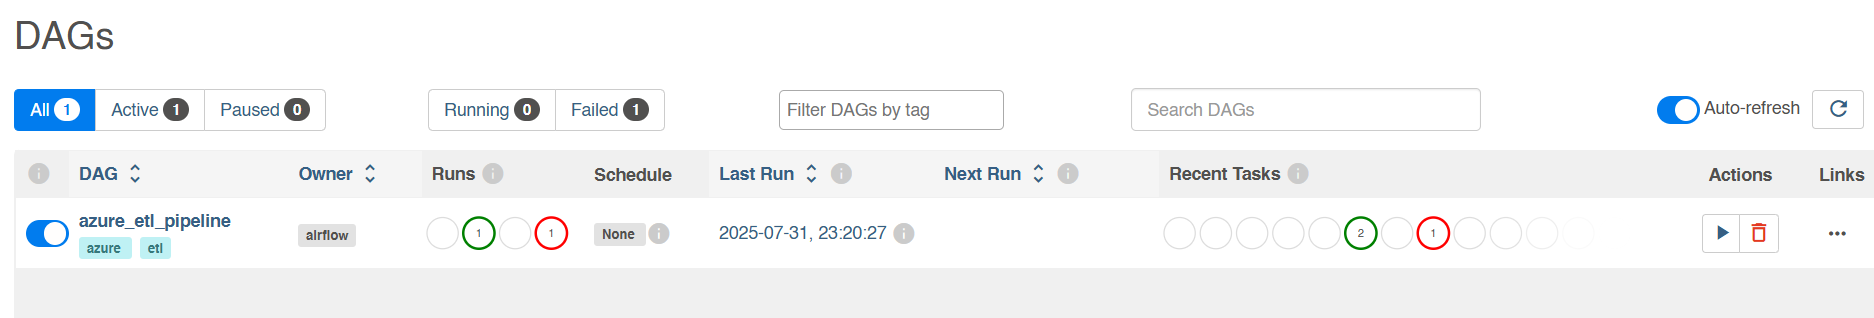 DAGs
All 1 Active 1 Paused 0 Running 0 Failed 1 Filter DAGs by tag Search DAGs Auto-refresh
i DAG Owner Runs i Schedule Last Run i Next Run i Recent Tasks i Actions Links
azure_etl_pipeline airflow 1 1 None i 2025-07-31, 23:20:27 i 2 1 ...
azure etl